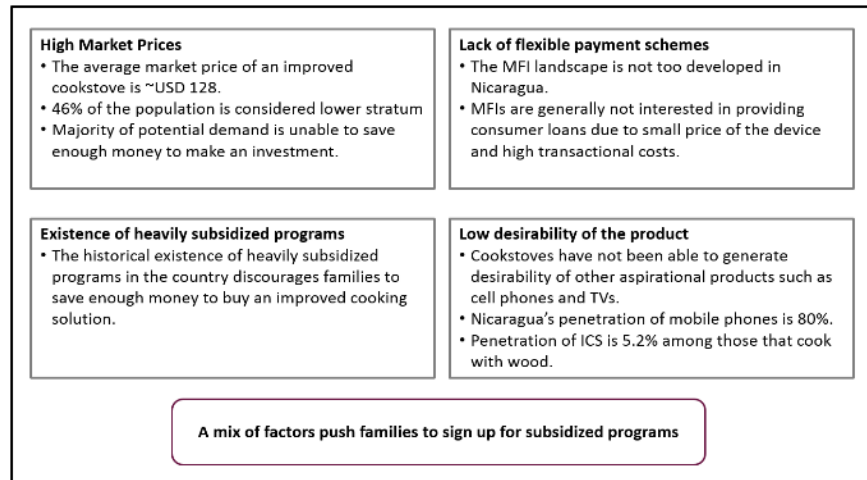 High Market Prices
• The average market price of an improved
cookstove is ~USD 128.
• 46% of the population is considered lower stratum
• Majority of potential demand is unable to save
enough money to make an investment.
Lack of flexible payment schemes
• The MFI landscape is not too developed in
Nicaragua.
• MFIs are generally not interested in providing
consumer loans due to small price of the device
and high transactional costs.
Existence of heavily subsidized programs
• The historical existence of heavily subsidized
programs in the country discourages families to
save enough money to buy an improved cooking
solution.
Low desirability of the product
• Cookstoves have not been able to generate
desirability of other aspirational products such as
cell phones and TVs.
• Nicaragua's penetration of mobile phones is 80%.
• Penetration of ICS is 5.2% among those that cook
with wood.
A mix of factors push families to sign up for subsidized programs